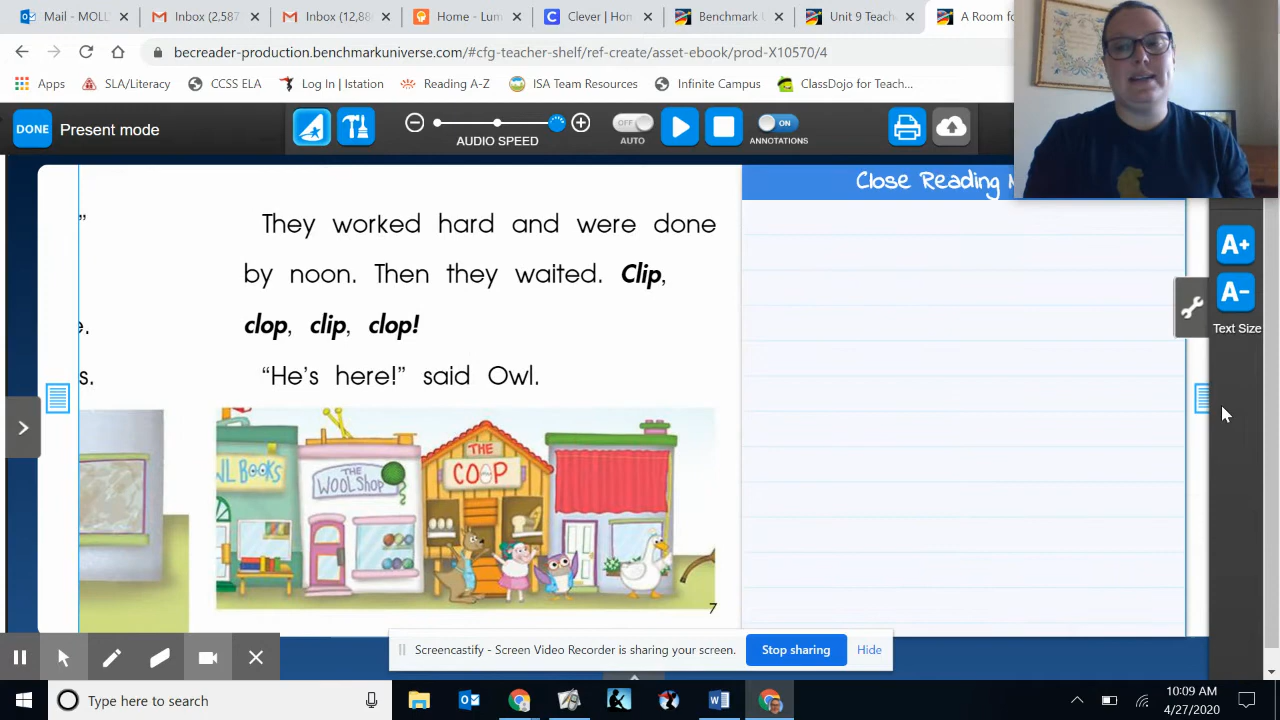 Mail - MOLL
Inbox (2,587
Inbox (12,8
Home - Lum
Clever | Hom
Benchmark U
Unit 9 Teach
A Room fo
becreader-production.benchmarkuniverse.com/#cfg-teacher-shelf/ref-create/asset-ebook/prod-X10570/4
Apps
SLA/Literacy
CCSS ELA
Log In | Istation
Reading A-Z
ISA Team Resources
Infinite Campus
ClassDojo for Teach...
DONE
Present mode
AUDIO SPEED
OFF
AUTO
ON
ANNOTATIONS
Close Reading
”
They worked hard and were done
by noon. Then they waited. Clip,
e.
clop, clip, clop!
s.
“He’s here!” said Owl.
A+
A-
Text Size
WL BOOKS
THE
WOOL SHOP
THE
COOP
7
Screencastify - Screen Video Recorder is sharing your screen.
Stop sharing
Hide
Type here to search
10:09 AM
4/27/2020